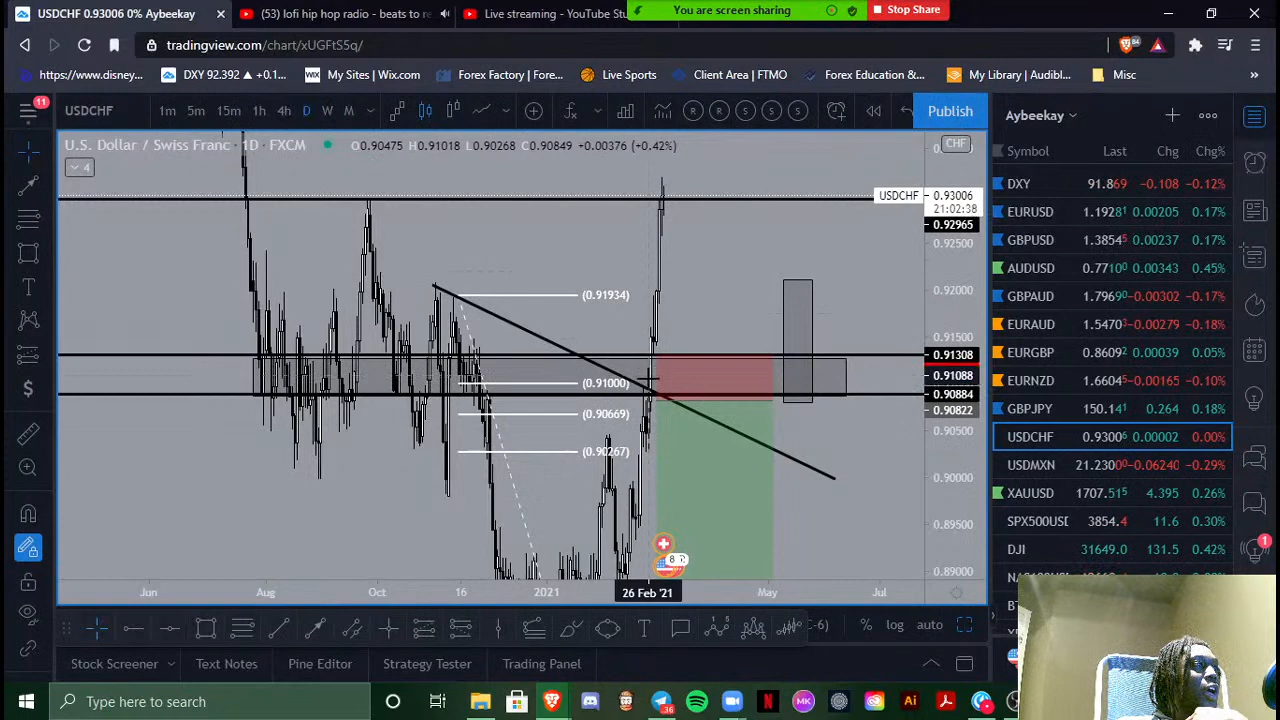 USDCHF 0.93006 0% Aybeekay
(53) lofi hip hop radio - beats to re
Live streaming - YouTube Stu
You are screen sharing
Stop Share
tradingview.com/chart/xUGFtS5q/
84
https://www.disney...
DXY 92.392 ▲ +0.1...
My Sites | Wix.com
Forex Factory | Fore...
Live Sports
Client Area | FTMO
Forex Education &...
My Library | Audibl...
Misc
»
11
USDCHF
1m 5m 15m 1h 4h D W M
R R S S S
Publish
Aybeekay
U.S. Dollar / Swiss Franc · 1D · FXCM
O0.90475 H0.91018 L0.90268 C0.90849 +0.00376 (+0.42%)
CHF
4
Symbol Last Chg Chg%
DXY 91.869 -0.108 -0.12%
EURUSD 1.19281 0.00205 0.17%
GBPUSD 1.38545 0.00237 0.17%
AUDUSD 0.77100 0.00343 0.45%
GBPAUD 1.79690 -0.00302 -0.17%
EURAUD 1.54703 -0.00279 -0.18%
EURGBP 0.86092 0.00039 0.05%
EURNZD 1.66045 -0.00165 -0.10%
GBPJPY 150.141 0.264 0.18%
USDCHF 0.93006 0.00002 0.00%
USDMXN 21.23000 -0.06240 -0.29%
XAUUSD 1707.515 4.395 0.26%
SPX500USD 3854.4 11.6 0.30%
DJI 31649.0 131.5 0.42%
USDCHF
0.93006
21:02:38
0.92965
0.92500
0.92000
0.91500
0.91308
0.91088
0.90884
0.90822
0.90500
0.90000
0.89500
0.89000
(0.91934)
(0.91000)
(0.90669)
(0.90267)
8
Jun Aug Oct 16 2021 26 Feb '21 May Jul
1
% log auto
Stock Screener
Text Notes
Pine Editor
Strategy Tester
Trading Panel
Type here to search
36
N
MK
Ai